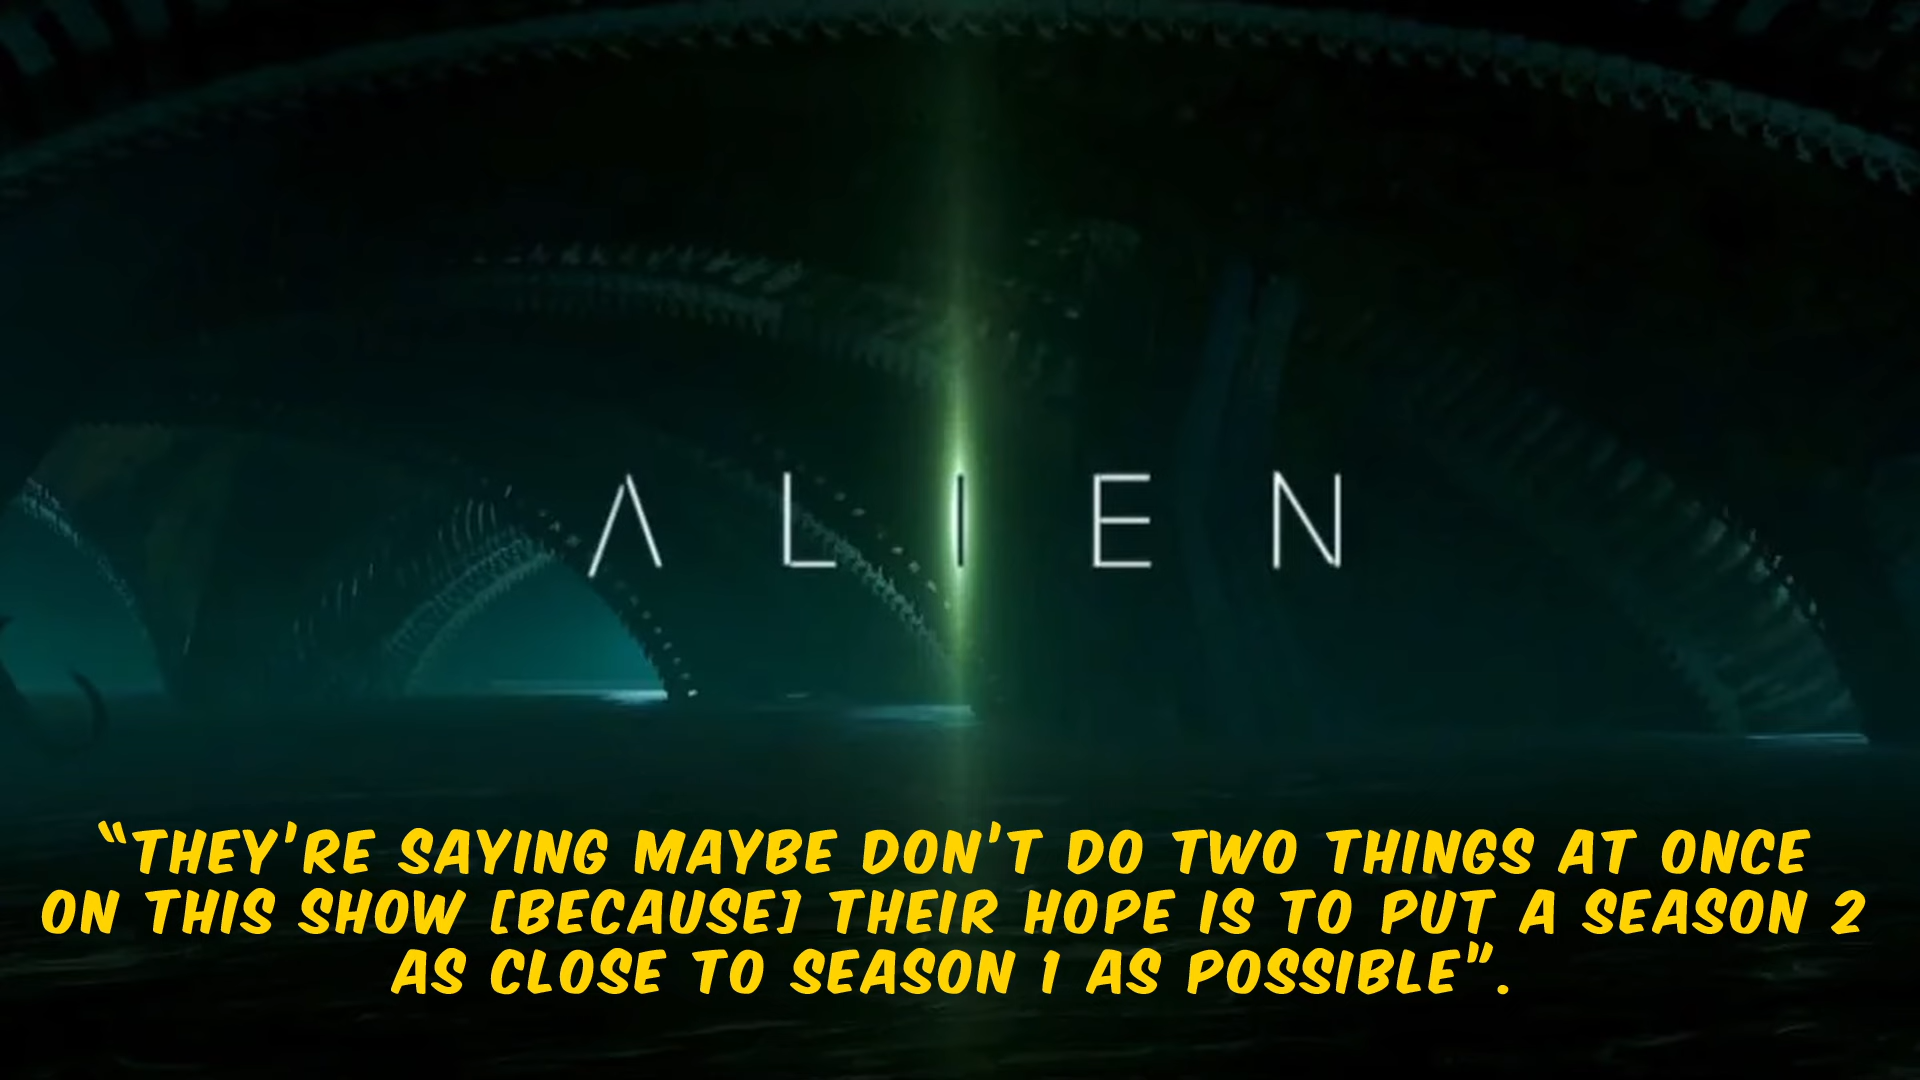 ALIEN
“THEY'RE SAYING MAYBE DON'T DO TWO THINGS AT ONCE
ON THIS SHOW [BECAUSE] THEIR HOPE IS TO PUT A SEASON 2
AS CLOSE TO SEASON 1 AS POSSIBLE”.